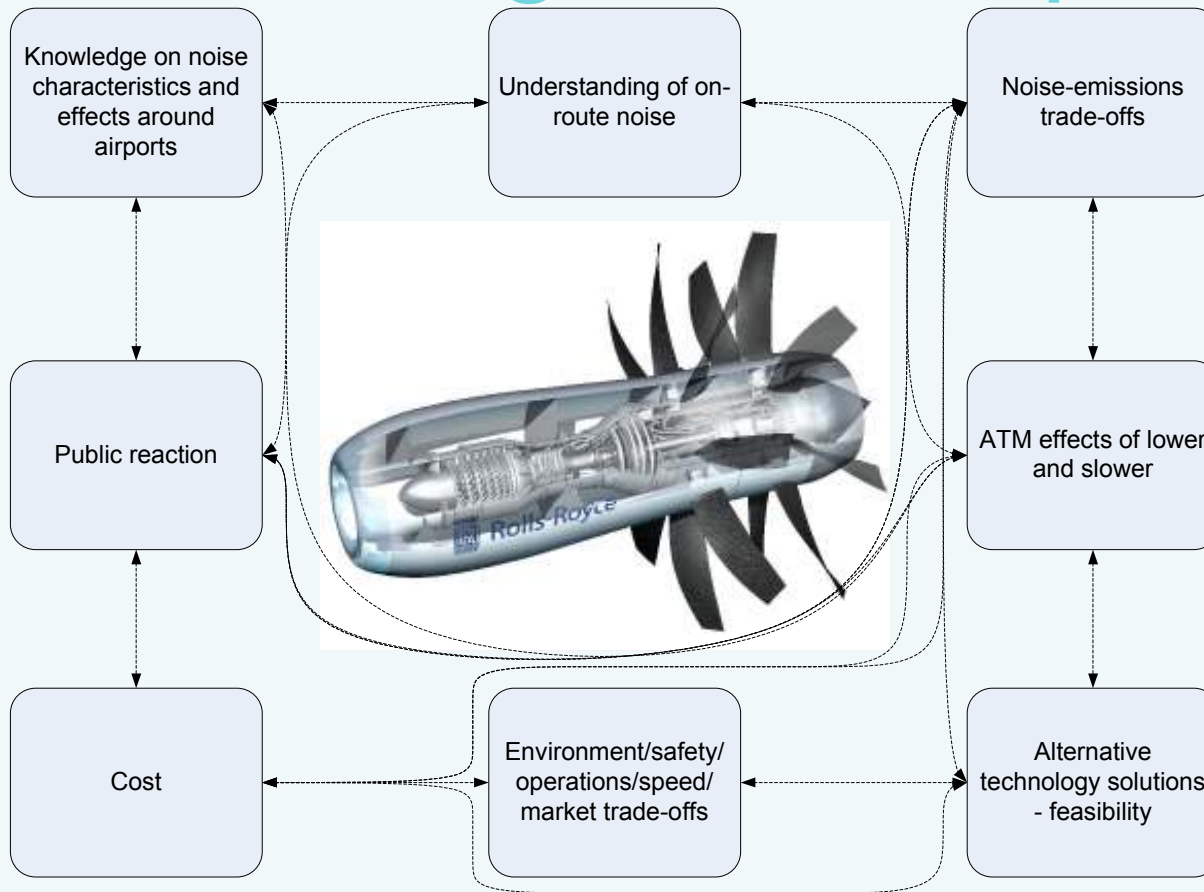 Knowledge on noise
characteristics and
effects around
airports
Understanding of on-
route noise
Noise-emissions
trade-offs
Public reaction
Rolls-Royce
ATM effects of lower
and slower
Cost
Environment/safety/
operations/speed/
market trade-offs
Alternative
technology solutions
- feasibility